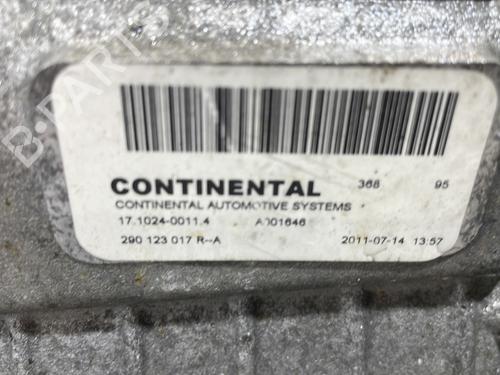 B-PARTS
CONTINENTAL 368 95
CONTINENTAL AUTOMOTIVE SYSTEMS
17.1024-0011.4 A001646
290 123 017 R--A 2011-07-14 13:57